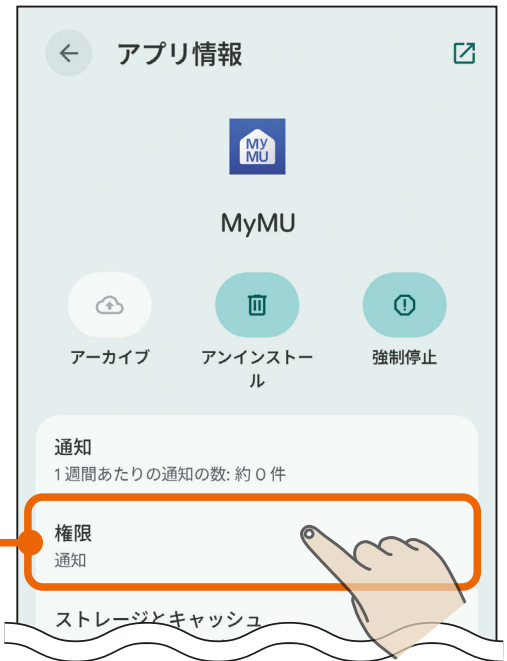 アプリ情報
MY
MU
MyMU
アーカイブ
アンインストー
ル
強制停止
通知
1週間あたりの通知の数: 約 0 件
権限
通知
ストレージとキャッシュ